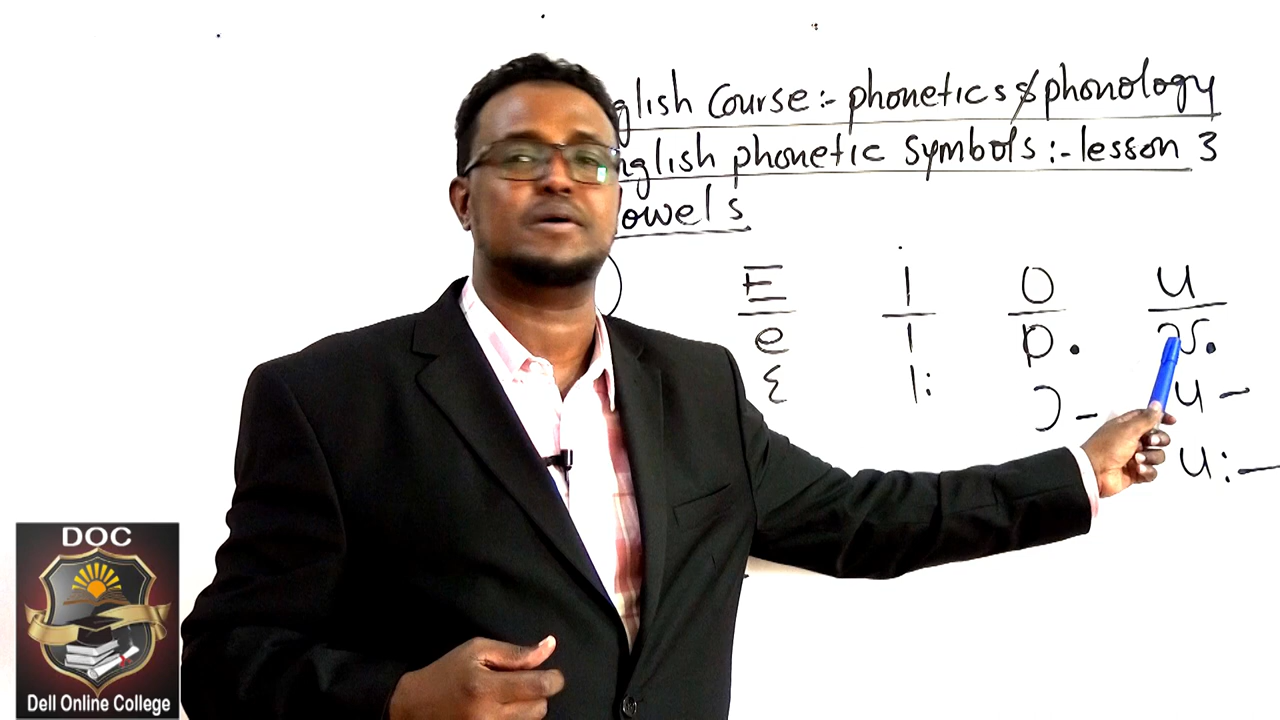 glish Course:- phonetics & phonology
nglish phonetic symbols:- lesson 3
owels
E I O U
e I ɒ.
Ɛ I: Ɔ - u -
u: -
DOC
Dell Online College